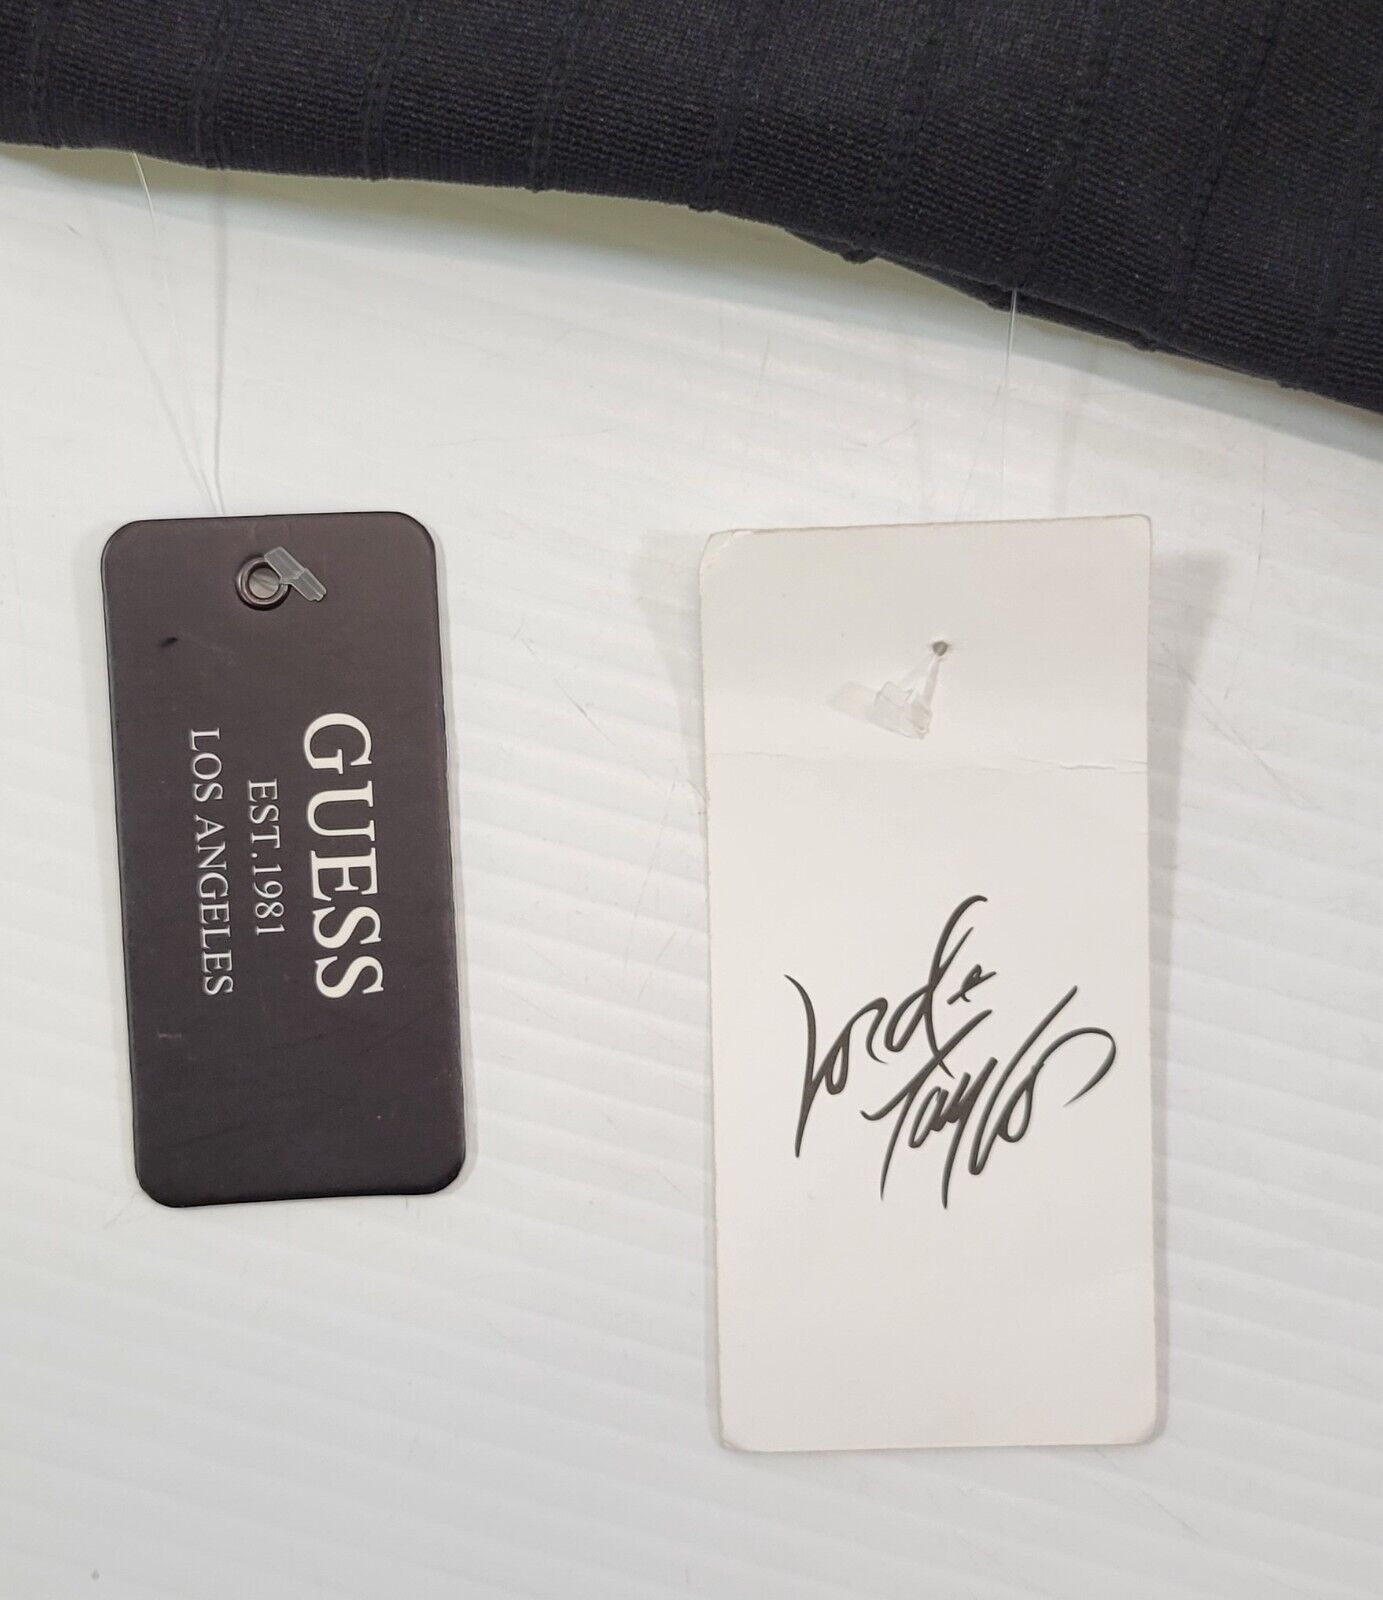 GUESS
EST.1981
LOS ANGELES
Lord &
Taylor